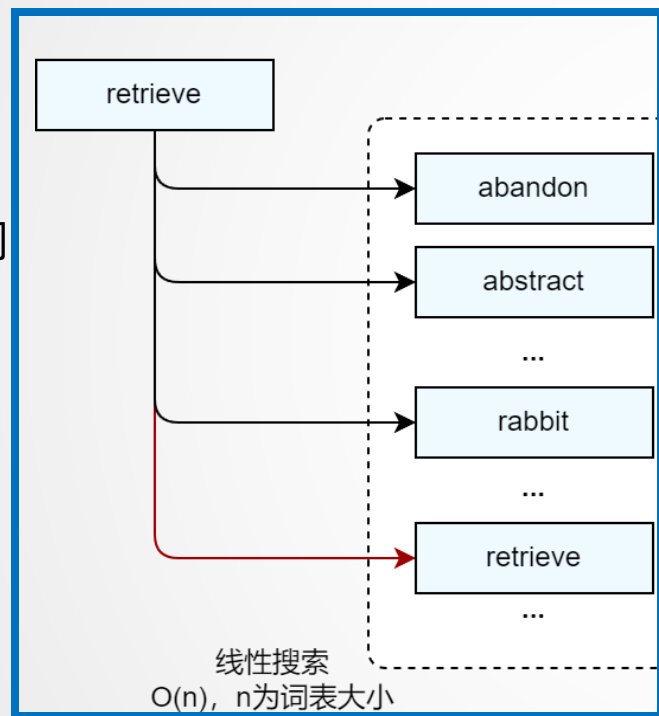 retrieve
abandon
abstract
...
rabbit
...
retrieve
...
线性搜索
O(n)，n为词表大小